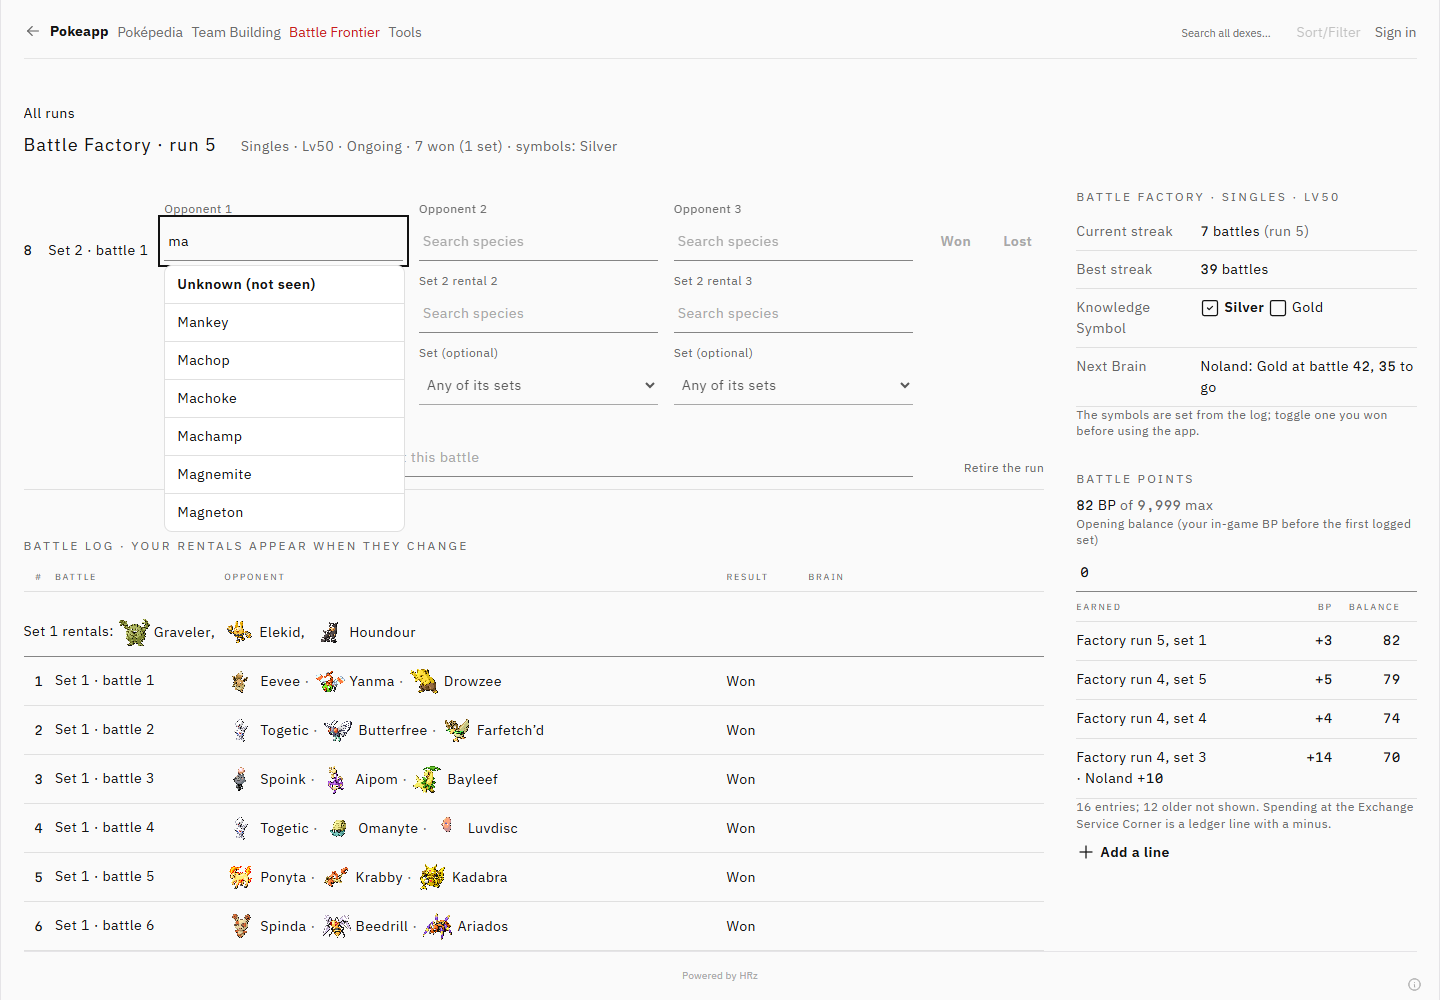 Pokeapp Poképedia Team Building Battle Frontier Tools Search all dexes... Sort/Filter Sign in
All runs
Battle Factory · run 5 Singles · Lv50 · Ongoing · 7 won (1 set) · symbols: Silver
Opponent 1 Opponent 2 Opponent 3
8 Set 2 · battle 1 ma Search species Search species Won Lost
Unknown (not seen)
Mankey
Machop
Machoke
Machamp
Magnemite
Magneton
Set 2 rental 2 Set 2 rental 3
Search species Search species
Set (optional) Set (optional)
Any of its sets Any of its sets
this battle
Retire the run
BATTLE LOG · YOUR RENTALS APPEAR WHEN THEY CHANGE
# BATTLE OPPONENT RESULT BRAIN
Set 1 rentals: Graveler, Elekid, Houndour
1 Set 1 · battle 1 Eevee · Yanma · Drowzee Won
2 Set 1 · battle 2 Togetic · Butterfree · Farfetch’d Won
3 Set 1 · battle 3 Spoink · Aipom · Bayleef Won
4 Set 1 · battle 4 Togetic · Omanyte · Luvdisc Won
5 Set 1 · battle 5 Ponyta · Krabby · Kadabra Won
6 Set 1 · battle 6 Spinda · Beedrill · Ariados Won
BATTLE FACTORY · SINGLES · LV50
Current streak 7 battles (run 5)
Best streak 39 battles
Knowledge Silver Gold
Symbol
Next Brain Noland: Gold at battle 42, 35 to
go
The symbols are set from the log; toggle one you won
before using the app.
BATTLE POINTS
82 BP of 9,999 max
Opening balance (your in-game BP before the first logged
set)
0
EARNED BP BALANCE
Factory run 5, set 1 +3 82
Factory run 4, set 5 +5 79
Factory run 4, set 4 +4 74
Factory run 4, set 3 +14 70
· Noland +10
16 entries; 12 older not shown. Spending at the Exchange
Service Corner is a ledger line with a minus.
Add a line
Powered by HRz